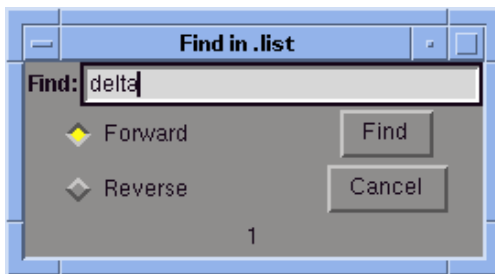 Find in .list
Find: delta
Forward Find
Reverse Cancel
1